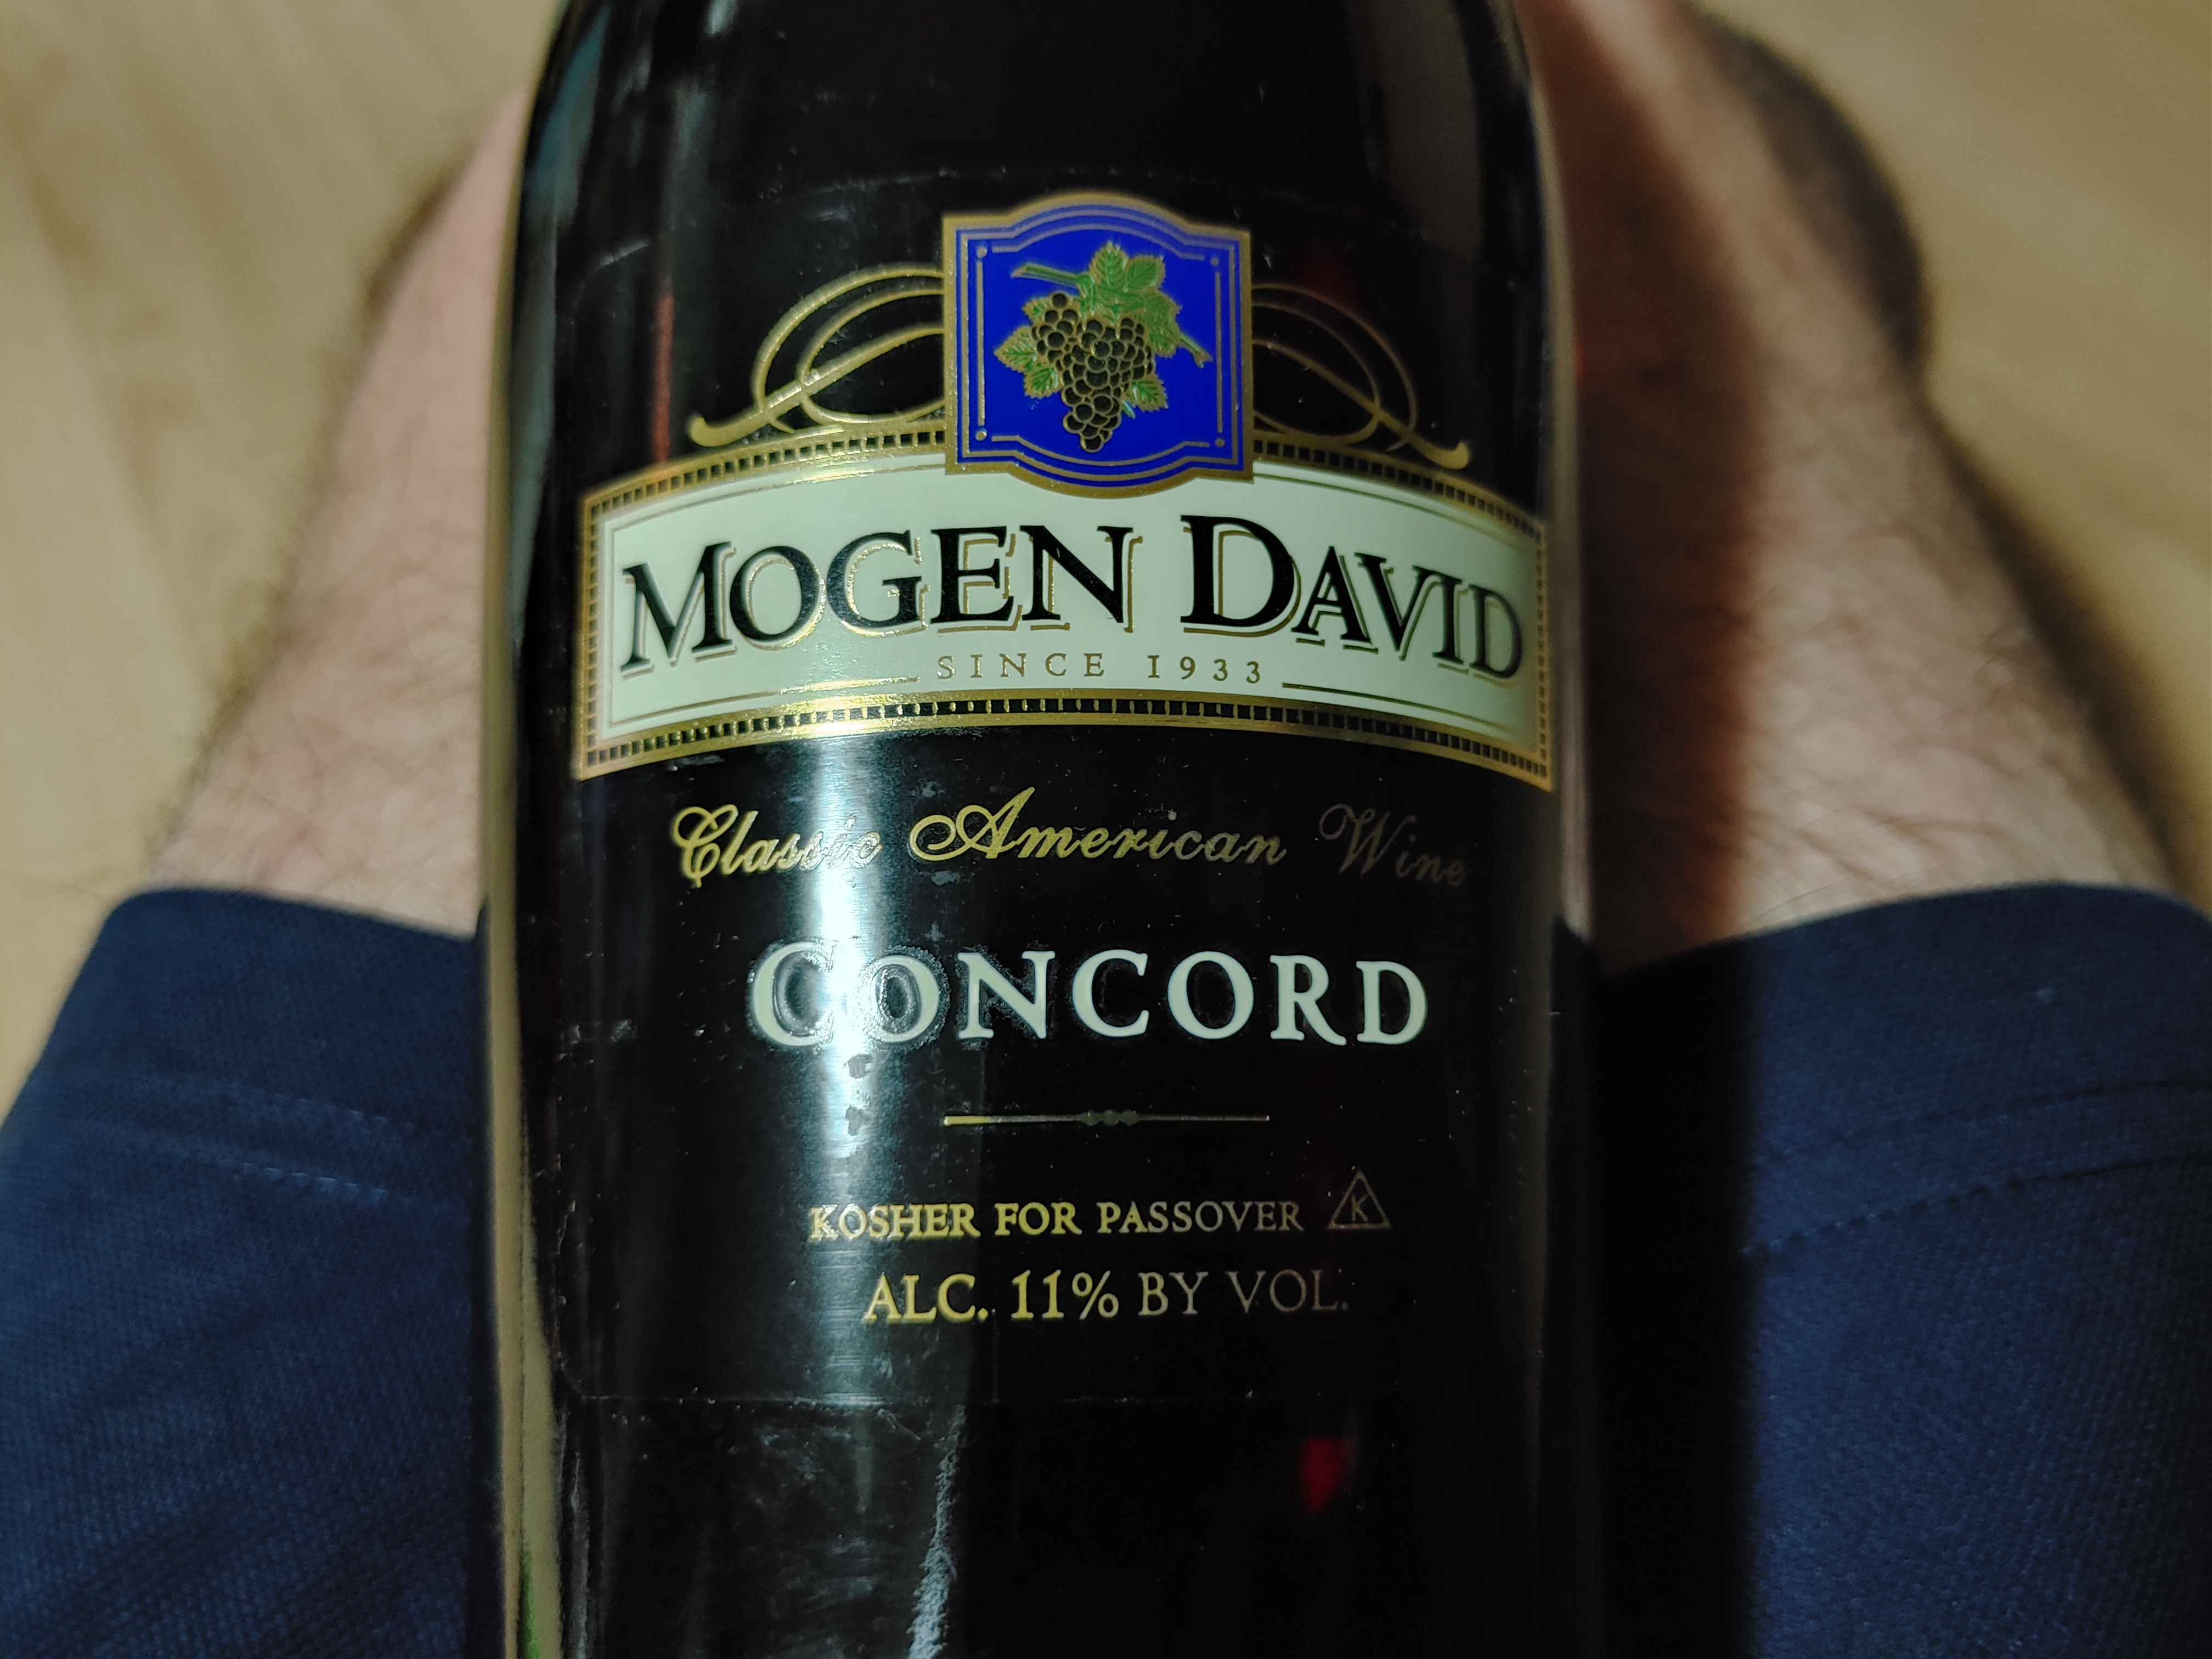 MOGEN DAVID
SINCE 1933
Classic American Wine
CONCORD
KOSHER FOR PASSOVER K
ALC. 11% BY VOL.